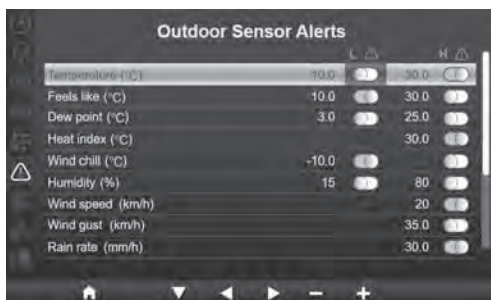 Outdoor Sensor Alerts
L H
Temperature (°C) 10.0 30.0
Feels like (°C) 10.0 30.0
Dew point (°C) 3.0 25.0
Heat index (°C) 30.0
Wind chill (°C) -10.0
Humidity (%) 15 80
Wind speed (km/h) 20
Wind gust (km/h) 35.0
Rain rate (mm/h) 30.0